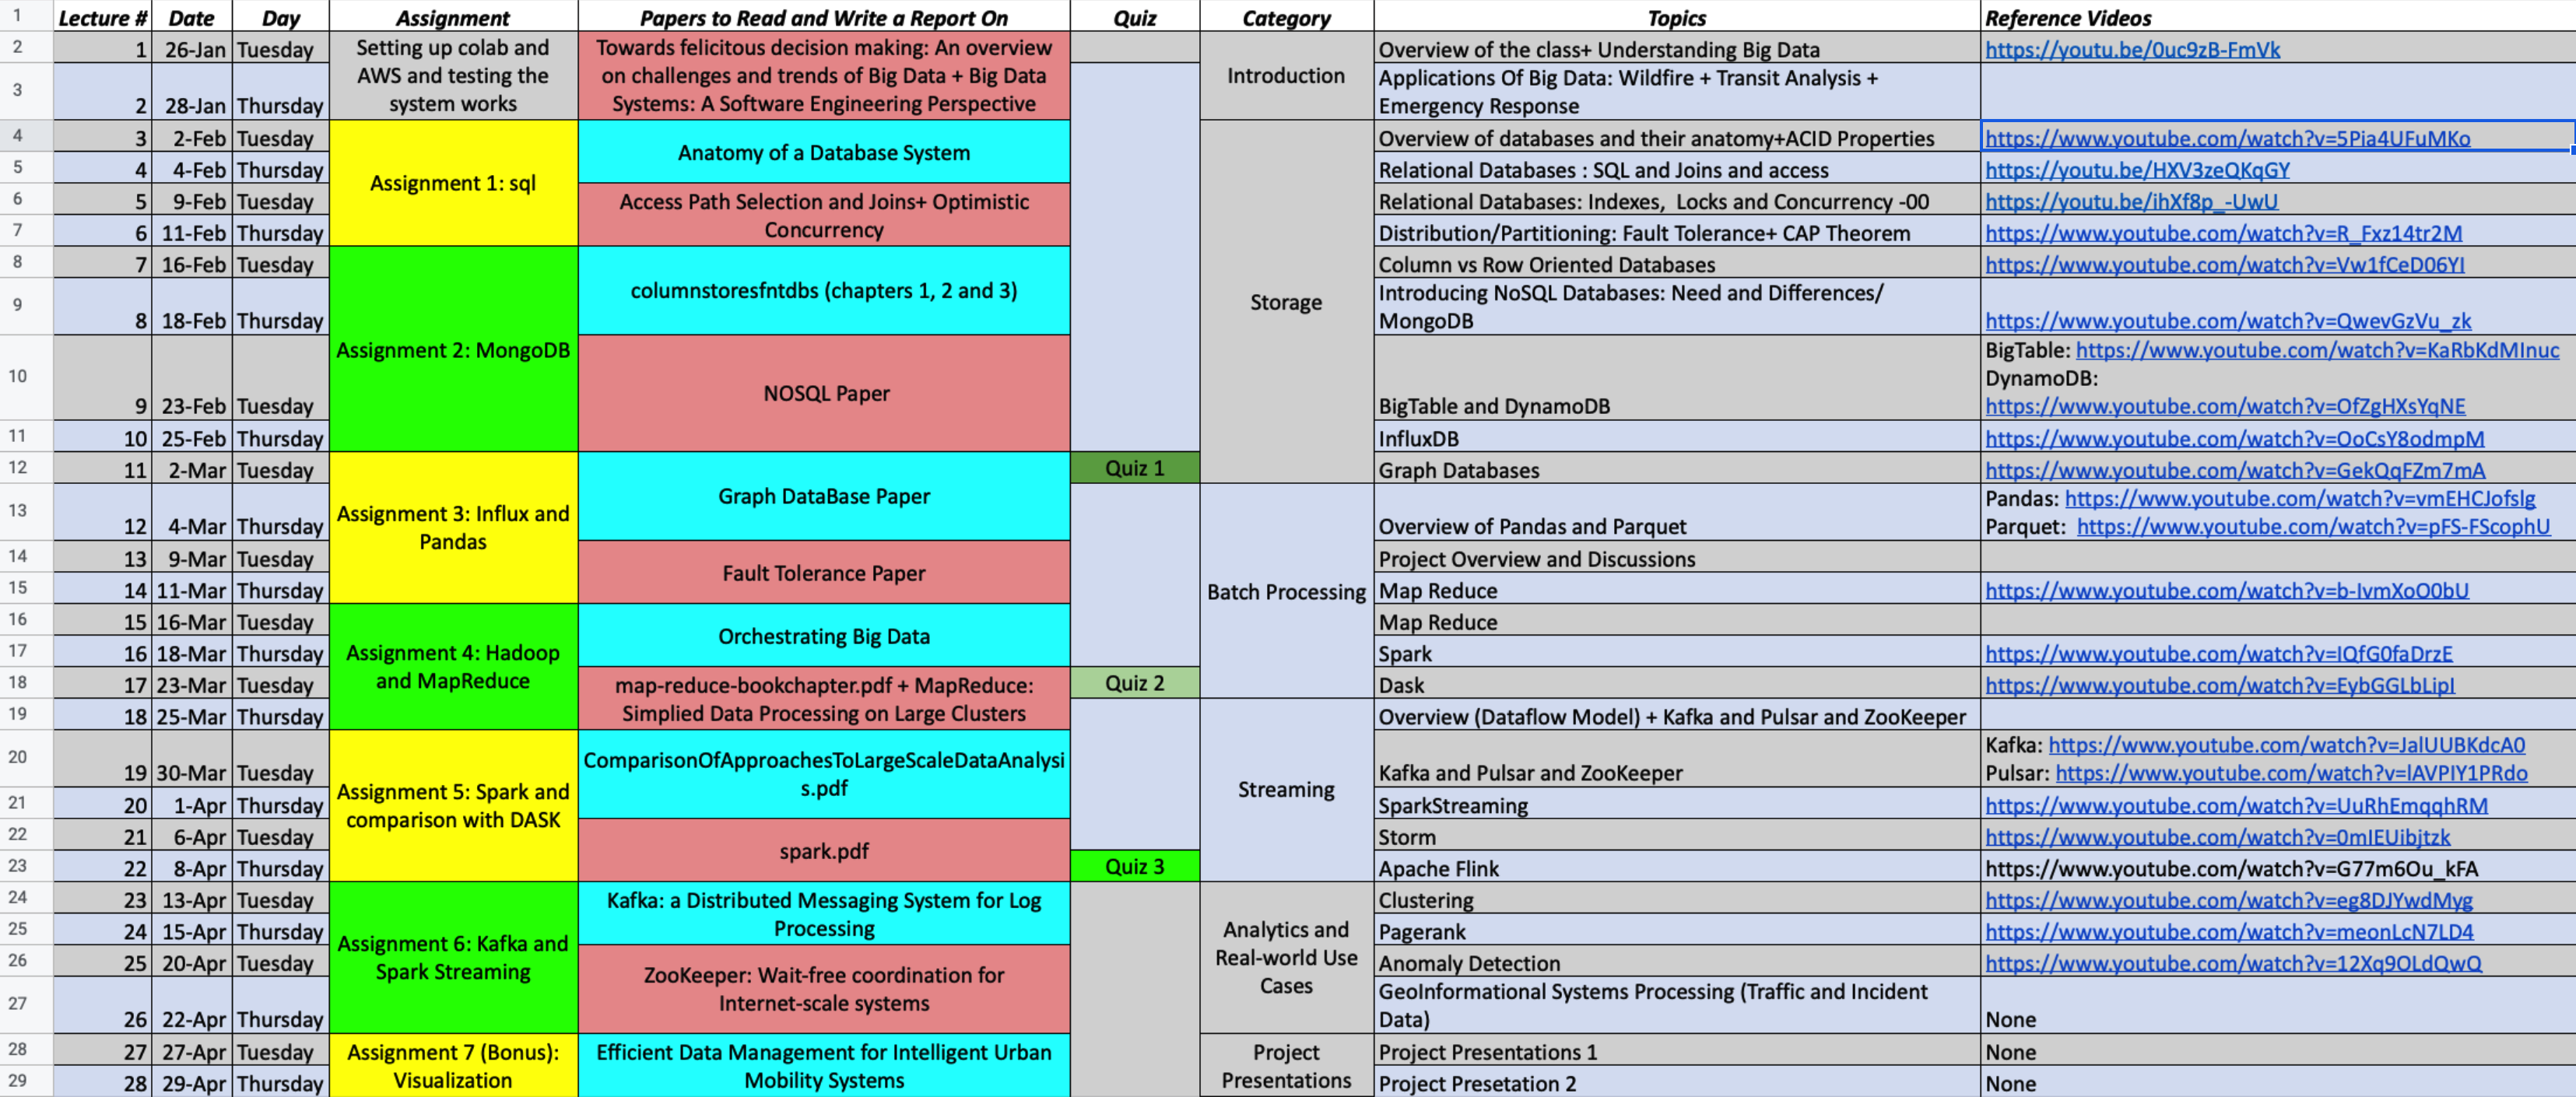 1 Lecture # Date Day Assignment Papers to Read and Write a Report On Quiz Category Topics Reference Videos
2 1 26-Jan Tuesday Setting up colab and Towards felicitous decision making: An overview Overview of the class+ Understanding Big Data https://youtu.be/0uc9zB-FmVk
AWS and testing the on challenges and trends of Big Data + Big Data Introduction Applications Of Big Data: Wildfire + Transit Analysis +
3 2 28-Jan Thursday system works Systems: A Software Engineering Perspective Emergency Response
4 3 2-Feb Tuesday Overview of databases and their anatomy+ACID Properties https://www.youtube.com/watch?v=5Pia4UFuMKo
Anatomy of a Database System
5 4 4-Feb Thursday Relational Databases : SQL and Joins and access https://youtu.be/HXV3zeQKqGY
Assignment 1: sql
6 5 9-Feb Tuesday Access Path Selection and Joins+ Optimistic Relational Databases: Indexes, Locks and Concurrency -00 https://youtu.be/ihXf8p_-UwU
7 6 11-Feb Thursday Concurrency Distribution/Partitioning: Fault Tolerance+ CAP Theorem https://www.youtube.com/watch?v=R_Fxz14tr2M
8 7 16-Feb Tuesday Column vs Row Oriented Databases https://www.youtube.com/watch?v=Vw1fCeD06YI
columnstoresfntdbs (chapters 1, 2 and 3) Storage Introducing NoSQL Databases: Need and Differences/
9 8 18-Feb Thursday MongoDB https://www.youtube.com/watch?v=QwevGzVu_zk
Assignment 2: MongoDB BigTable: https://www.youtube.com/watch?v=KaRbKdMInuc
10 NOSQL Paper DynamoDB:
9 23-Feb Tuesday BigTable and DynamoDB https://www.youtube.com/watch?v=OfZgHXsYqNE
11 10 25-Feb Thursday InfluxDB https://www.youtube.com/watch?v=OoCsY8odmpM
12 11 2-Mar Tuesday Quiz 1 Graph Databases https://www.youtube.com/watch?v=GekQqFZm7mA
Graph DataBase Paper Pandas: https://www.youtube.com/watch?v=vmEHCJofslg
13 12 4-Mar Thursday Assignment 3: Influx and Overview of Pandas and Parquet Parquet: https://www.youtube.com/watch?v=pFS-FScophU
Pandas
14 13 9-Mar Tuesday Project Overview and Discussions
Fault Tolerance Paper
15 14 11-Mar Thursday Batch Processing Map Reduce https://www.youtube.com/watch?v=b-IvmXoO0bU
16 15 16-Mar Tuesday Map Reduce
Orchestrating Big Data
17 16 18-Mar Thursday Assignment 4: Hadoop Spark https://www.youtube.com/watch?v=IQfG0faDrzE
18 17 23-Mar Tuesday and MapReduce map-reduce-bookchapter.pdf + MapReduce: Quiz 2 Dask https://www.youtube.com/watch?v=EybGGLbLipI
19 18 25-Mar Thursday Simplied Data Processing on Large Clusters Overview (Dataflow Model) + Kafka and Pulsar and ZooKeeper
20 ComparisonOfApproachesToLargeScaleDataAnalysi Kafka: https://www.youtube.com/watch?v=JalUUBKdcA0
19 30-Mar Tuesday s.pdf Streaming Kafka and Pulsar and ZooKeeper Pulsar: https://www.youtube.com/watch?v=lAVPIY1PRdo
Assignment 5: Spark and
21 20 1-Apr Thursday comparison with DASK SparkStreaming https://www.youtube.com/watch?v=UuRhEmqqhRM
22 21 6-Apr Tuesday Storm https://www.youtube.com/watch?v=0mIEUibjtzk
spark.pdf
23 22 8-Apr Thursday Quiz 3 Apache Flink https://www.youtube.com/watch?v=G77m6Ou_kFA
24 23 13-Apr Tuesday Kafka: a Distributed Messaging System for Log Clustering https://www.youtube.com/watch?v=eg8DJYwdMyg
25 24 15-Apr Thursday Assignment 6: Kafka and Processing Analytics and Pagerank https://www.youtube.com/watch?v=meonLcN7LD4
26 25 20-Apr Tuesday Spark Streaming ZooKeeper: Wait-free coordination for Real-world Use Anomaly Detection https://www.youtube.com/watch?v=12Xq9OLdQwQ
Internet-scale systems Cases GeoInformational Systems Processing (Traffic and Incident
27 26 22-Apr Thursday Data) None
28 27 27-Apr Tuesday Assignment 7 (Bonus): Efficient Data Management for Intelligent Urban Project Project Presentations 1 None
29 28 29-Apr Thursday Visualization Mobility Systems Presentations Project Presetation 2 None